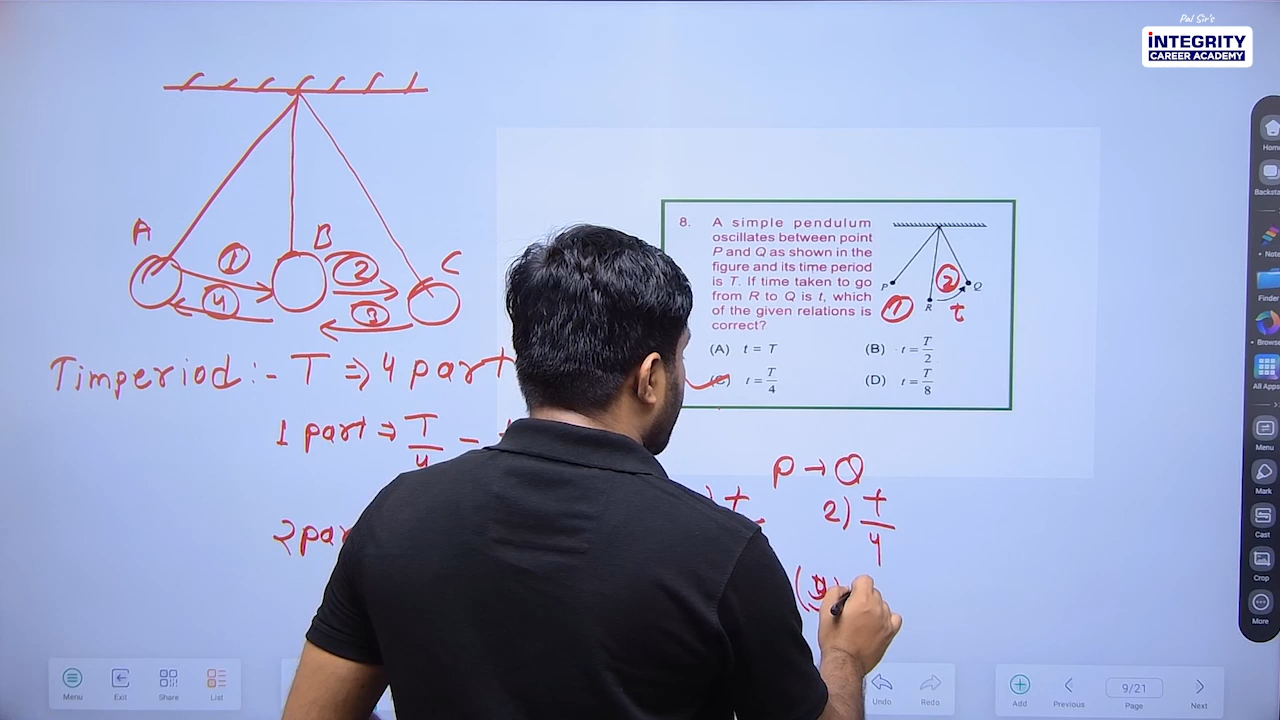 Pal Sir's
iNTEGRITY
CAREER ACADEMY
A
B
C
1
2
4
3
Timperiod :- T ⇒ 4 part
1 part ⇒ T/4 -
2 par
8. A simple pendulum
oscillates between point
P and Q as shown in the
figure and its time period
is T. If time taken to go
from R to Q is t, which
of the given relations is
correct?
P
R
Q
1
2
t
(A) t = T
(B) t = T/2
t = T/4
(D) t = T/8
P → Q
2) t/4
Home
Finder
All Apps
Menu
Mark
Cast
Crop
More
Menu
Exit
Share
List
Undo
Redo
Add
Previous
9/21
Page
Next